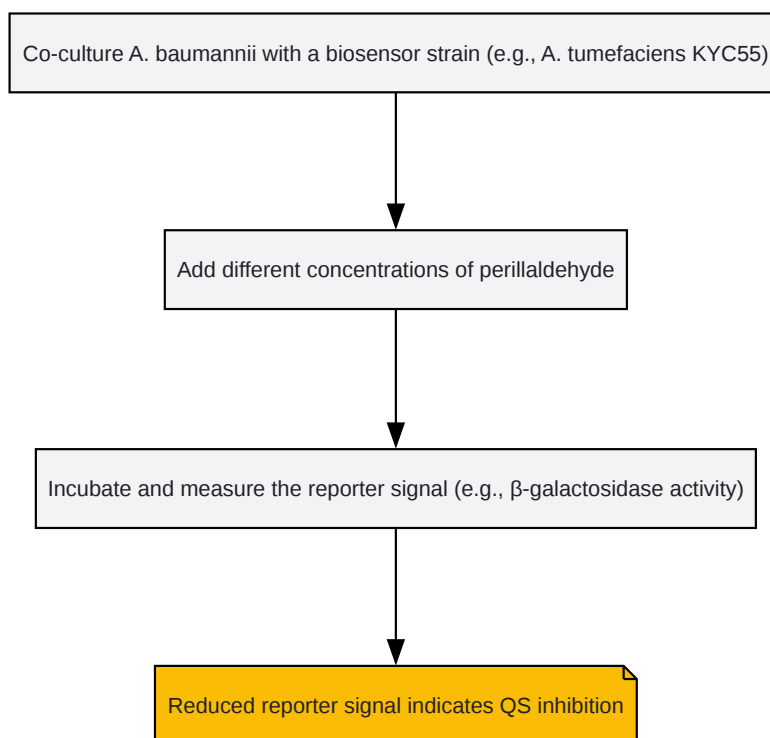 Co-culture A. baumannii with a biosensor strain (e.g., A. tumefaciens KYC55)
Add different concentrations of perillaldehyde
Incubate and measure the reporter signal (e.g., β-galactosidase activity)
Reduced reporter signal indicates QS inhibition